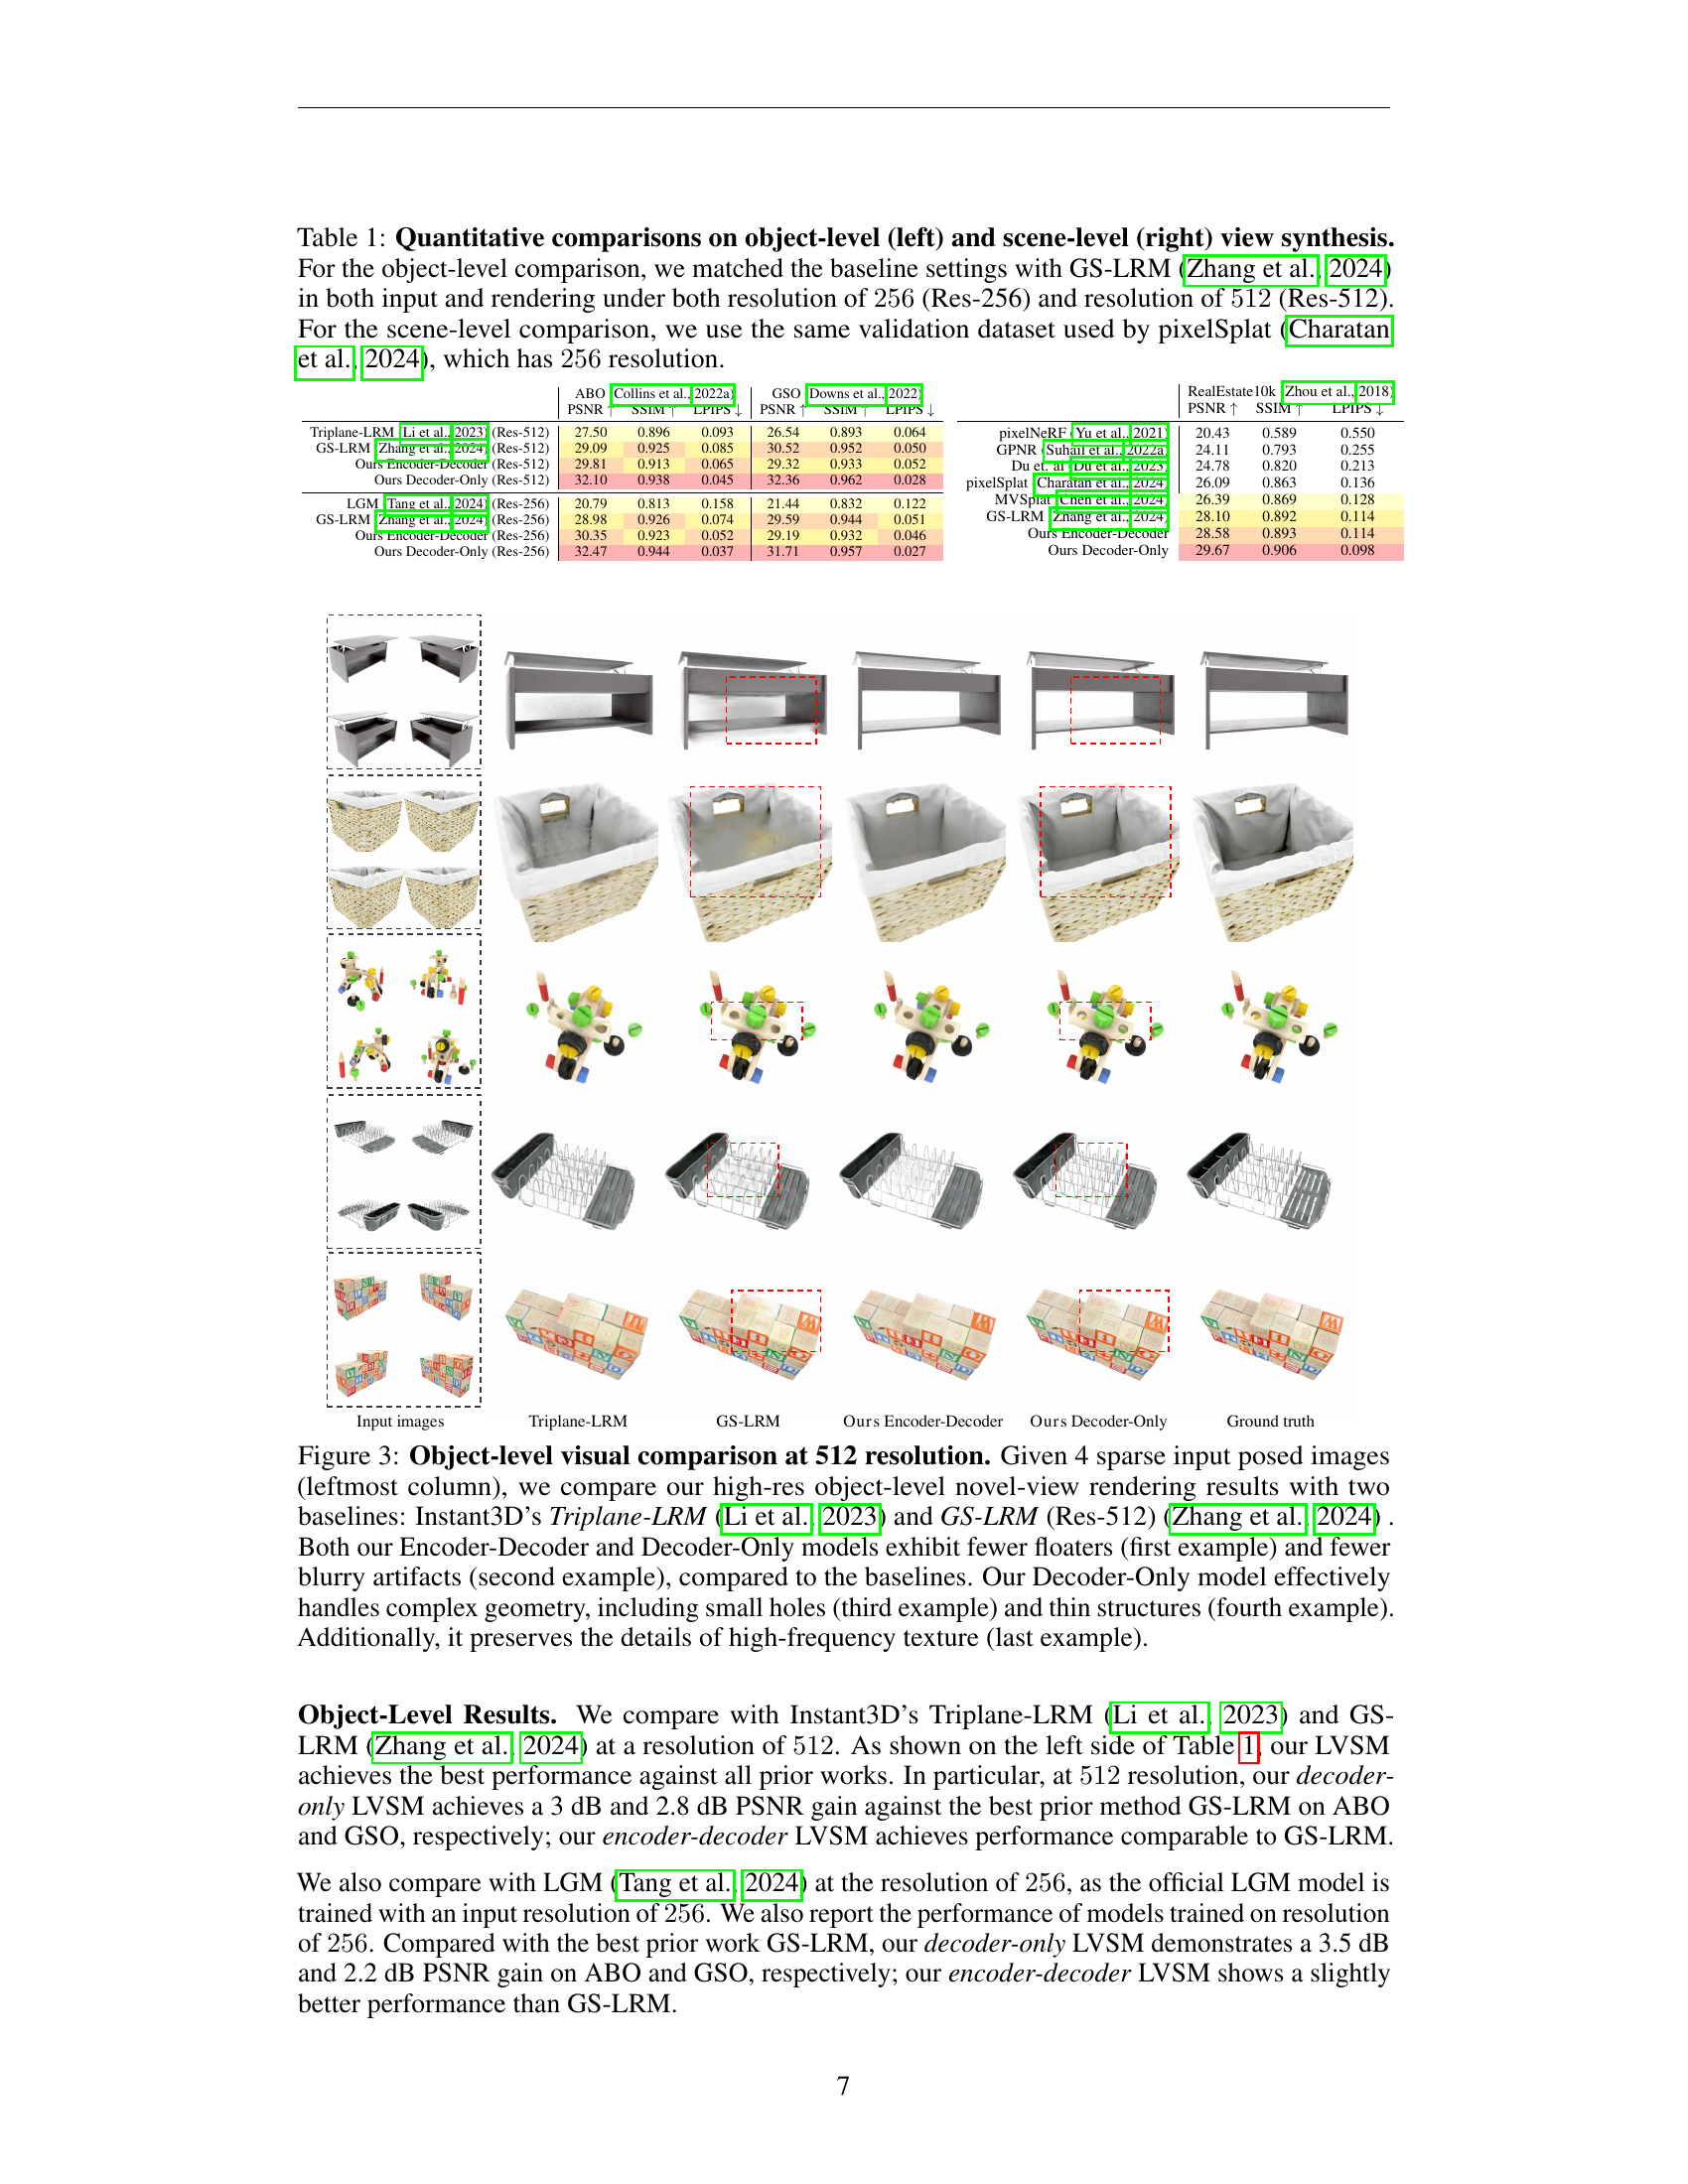 Table 1: Quantitative comparisons on object-level (left) and scene-level (right) view synthesis.
For the object-level comparison, we matched the baseline settings with GS-LRM (Zhang et al., 2024)
in both input and rendering under both resolution of 256 (Res-256) and resolution of 512 (Res-512).
For the scene-level comparison, we use the same validation dataset used by pixelSplat (Charatan
et al., 2024), which has 256 resolution.
ABO (Collins et al., 2022a) GSO (Downs et al., 2022)
PSNR ↑ SSIM ↑ LPIPS ↓ PSNR ↑ SSIM ↑ LPIPS ↓
Triplane-LRM (Li et al., 2023) (Res-512) 27.50 0.896 0.093 26.54 0.893 0.064
GS-LRM (Zhang et al., 2024) (Res-512) 29.09 0.925 0.085 30.52 0.952 0.050
Ours Encoder-Decoder (Res-512) 29.81 0.913 0.065 29.32 0.933 0.052
Ours Decoder-Only (Res-512) 32.10 0.938 0.045 32.36 0.962 0.028
LGM (Tang et al., 2024) (Res-256) 20.79 0.813 0.158 21.44 0.832 0.122
GS-LRM (Zhang et al., 2024) (Res-256) 28.98 0.926 0.074 29.59 0.944 0.051
Ours Encoder-Decoder (Res-256) 30.35 0.923 0.052 29.19 0.932 0.046
Ours Decoder-Only (Res-256) 32.47 0.944 0.037 31.71 0.957 0.027
RealEstate10k (Zhou et al., 2018)
PSNR ↑ SSIM ↑ LPIPS ↓
pixelNeRF (Yu et al., 2021) 20.43 0.589 0.550
GPNR (Suhail et al., 2022a) 24.11 0.793 0.255
Du et. al (Du et al., 2023) 24.78 0.820 0.213
pixelSplat (Charatan et al., 2024) 26.09 0.863 0.136
MVSplat (Chen et al., 2024) 26.39 0.869 0.128
GS-LRM (Zhang et al., 2024) 28.10 0.892 0.114
Ours Encoder-Decoder 28.58 0.893 0.114
Ours Decoder-Only 29.67 0.906 0.098
Input images Triplane-LRM GS-LRM Ours Encoder-Decoder Ours Decoder-Only Ground truth
Figure 3: Object-level visual comparison at 512 resolution. Given 4 sparse input posed images
(leftmost column), we compare our high-res object-level novel-view rendering results with two
baselines: Instant3D's Triplane-LRM (Li et al., 2023) and GS-LRM (Res-512) (Zhang et al., 2024) .
Both our Encoder-Decoder and Decoder-Only models exhibit fewer floaters (first example) and fewer
blurry artifacts (second example), compared to the baselines. Our Decoder-Only model effectively
handles complex geometry, including small holes (third example) and thin structures (fourth example).
Additionally, it preserves the details of high-frequency texture (last example).
Object-Level Results. We compare with Instant3D's Triplane-LRM (Li et al., 2023) and GS-
LRM (Zhang et al., 2024) at a resolution of 512. As shown on the left side of Table 1, our LVSM
achieves the best performance against all prior works. In particular, at 512 resolution, our decoder-
only LVSM achieves a 3 dB and 2.8 dB PSNR gain against the best prior method GS-LRM on ABO
and GSO, respectively; our encoder-decoder LVSM achieves performance comparable to GS-LRM.
We also compare with LGM (Tang et al., 2024) at the resolution of 256, as the official LGM model is
trained with an input resolution of 256. We also report the performance of models trained on resolution
of 256. Compared with the best prior work GS-LRM, our decoder-only LVSM demonstrates a 3.5 dB
and 2.2 dB PSNR gain on ABO and GSO, respectively; our encoder-decoder LVSM shows a slightly
better performance than GS-LRM.
7